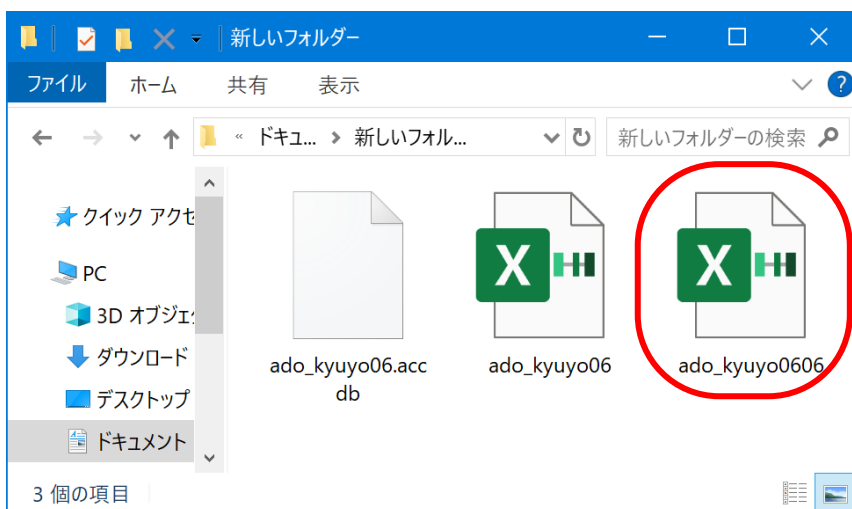 新しいフォルダー
ファイル ホーム 共有 表示
« ドキュ... 新しいフォル... 新しいフォルダーの検索
クイック アクセ
PC
3D オブジェ
ダウンロード
デスクトップ
ドキュメント
ado_kyuyo06.acc
db
ado_kyuyo06
ado_kyuyo0606
3 個の項目